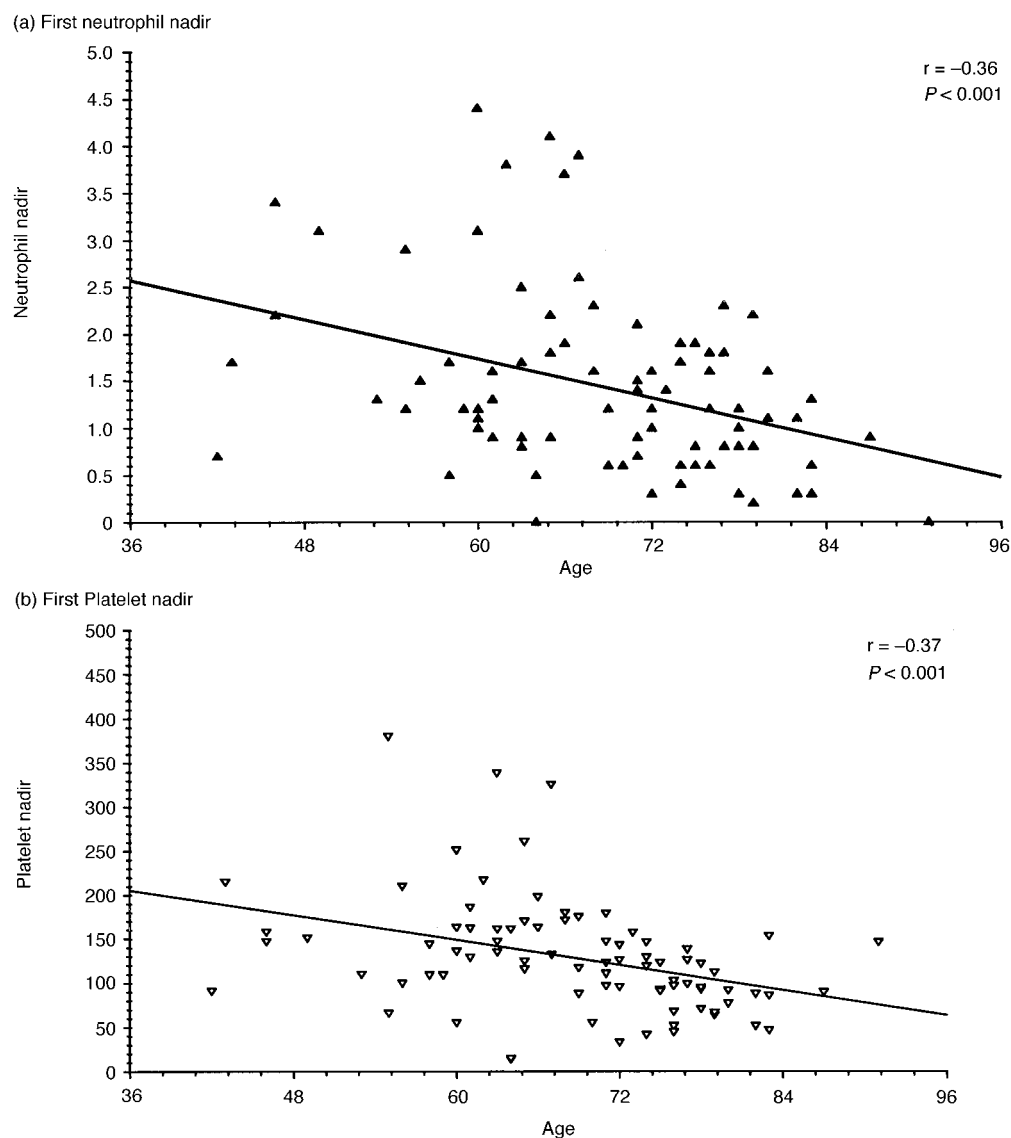 (a) First neutrophil nadir
5.0
4.5
4.0
3.5
3.0
2.5
2.0
1.5
1.0
0.5
0
Neutrophil nadir
r = –0.36
P < 0.001
36 48 60 72 84 96
Age
(b) First Platelet nadir
500
450
400
350
300
250
200
150
100
50
0
Platelet nadir
r = –0.37
P < 0.001
36 48 60 72 84 96
Age